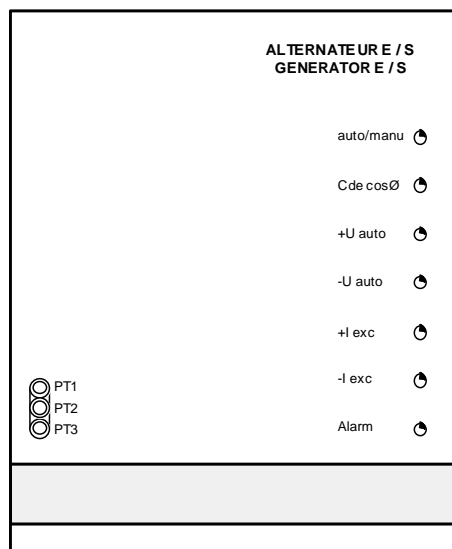 ALTERNATEUR E / S
GENERATOR E / S
auto/manu
Cde cosØ
+U auto
-U auto
+I exc
-I exc
PT1
PT2
PT3
Alarm